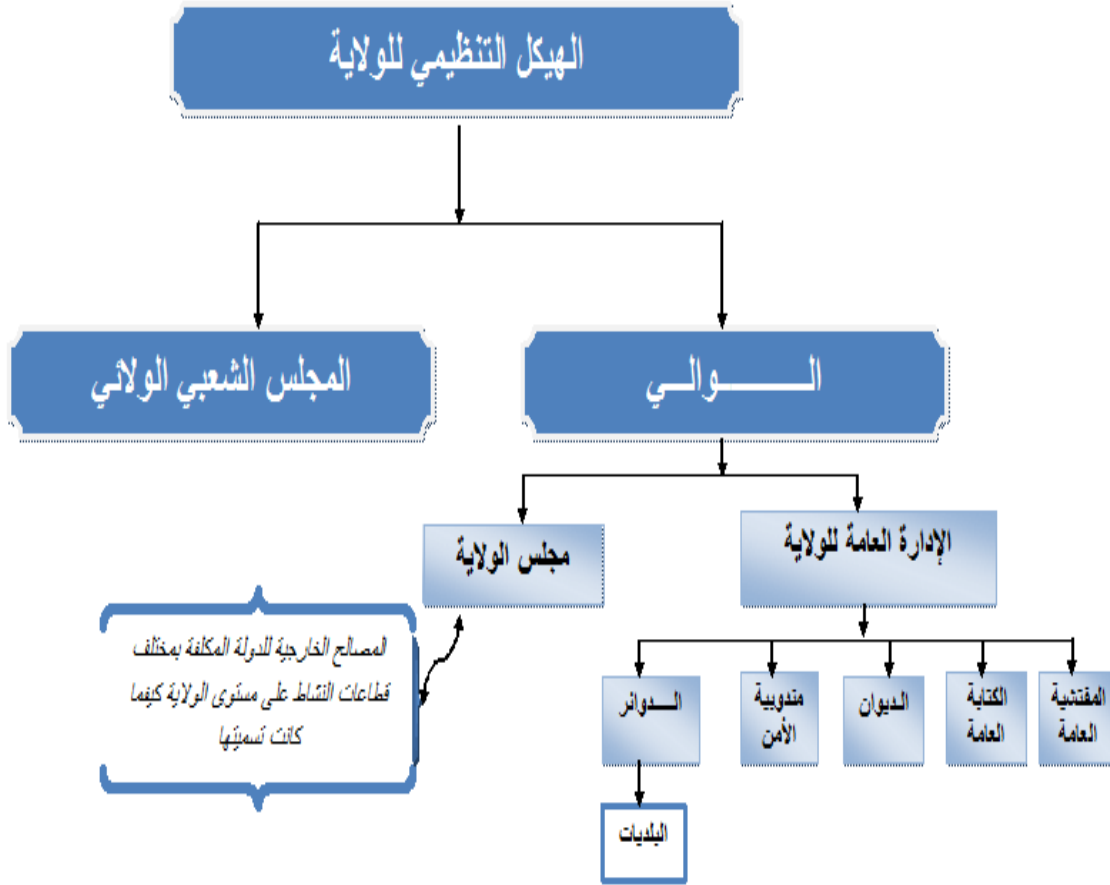 الهيكل التنظيمي للولاية
الـــــــــوالــي
المجلس الشعبي الولائي
الإدارة العامة للولاية
مجلس الولاية
المفتشية
العامة
الكتابة
العامة
الديوان
مندوبية
الأمن
الـــدوائر
البلديات
المصالح الخارجية للدولة المكلفة بمختلف
قطاعات النشاط على مستوى الولاية كيفما
كانت تسميتها